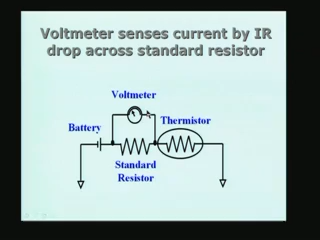 Voltmeter senses current by IR
drop across standard resistor
Voltmeter
Thermistor
Battery
Standard
Resistor